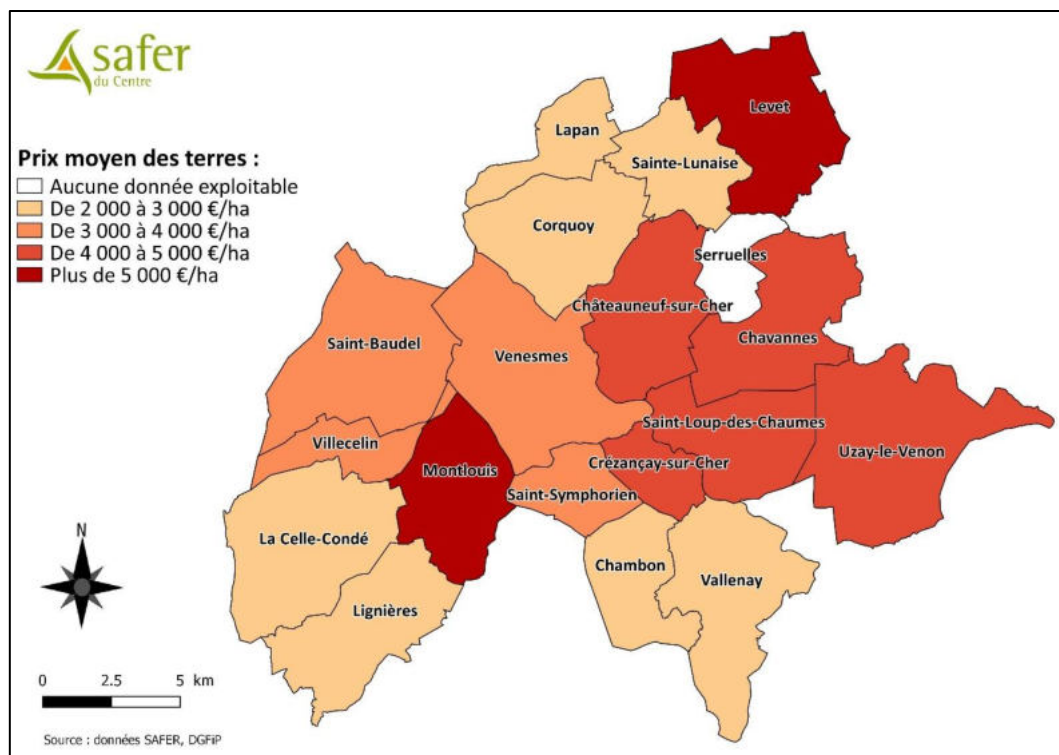 safer
du Centre
Levet
Lapan
Sainte-Lunaise
Prix moyen des terres :
Aucune donnée exploitable
De 2 000 à 3 000 €/ha
De 3 000 à 4 000 €/ha
De 4 000 à 5 000 €/ha
Plus de 5 000 €/ha
Corquoy
Serruelles
Châteauneuf-sur-Cher
Chavannes
Saint-Baudel
Venesmes
Saint-Loup-des-Chaumes
Villecelin
Uzay-le-Venon
Montlouis
Crézançay-sur-Cher
Saint-Symphorien
N
La Celle-Condé
Chambon
Vallenay
Lignières
0 2.5 5 km
Source : données SAFER, DGFiP